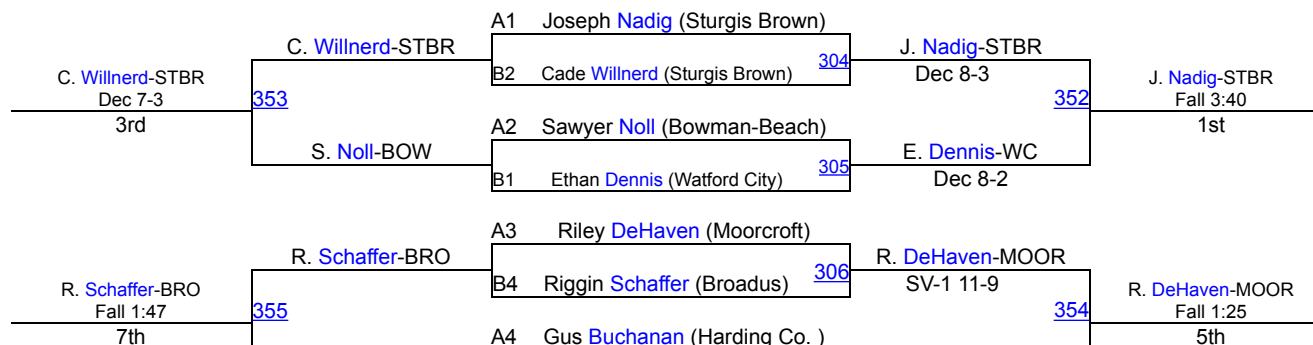 A1 Joseph Nadig (Sturgis Brown)
C. Willnerd-STBR
304
J. Nadig-STBR
B2 Cade Willnerd (Sturgis Brown)
Dec 8-3
C. Willnerd-STBR
Dec 7-3
3rd
353
352
J. Nadig-STBR
Fall 3:40
1st
A2 Sawyer Noll (Bowman-Beach)
S. Noll-BOW
305
E. Dennis-WC
B1 Ethan Dennis (Watford City)
Dec 8-2
A3 Riley DeHaven (Moorcroft)
R. Schaffer-BRO
306
R. DeHaven-MOOR
B4 Riggin Schaffer (Broadus)
SV-1 11-9
R. Schaffer-BRO
Fall 1:47
7th
355
354
R. DeHaven-MOOR
Fall 1:25
5th
A4 Gus Buchanan (Harding Co. )